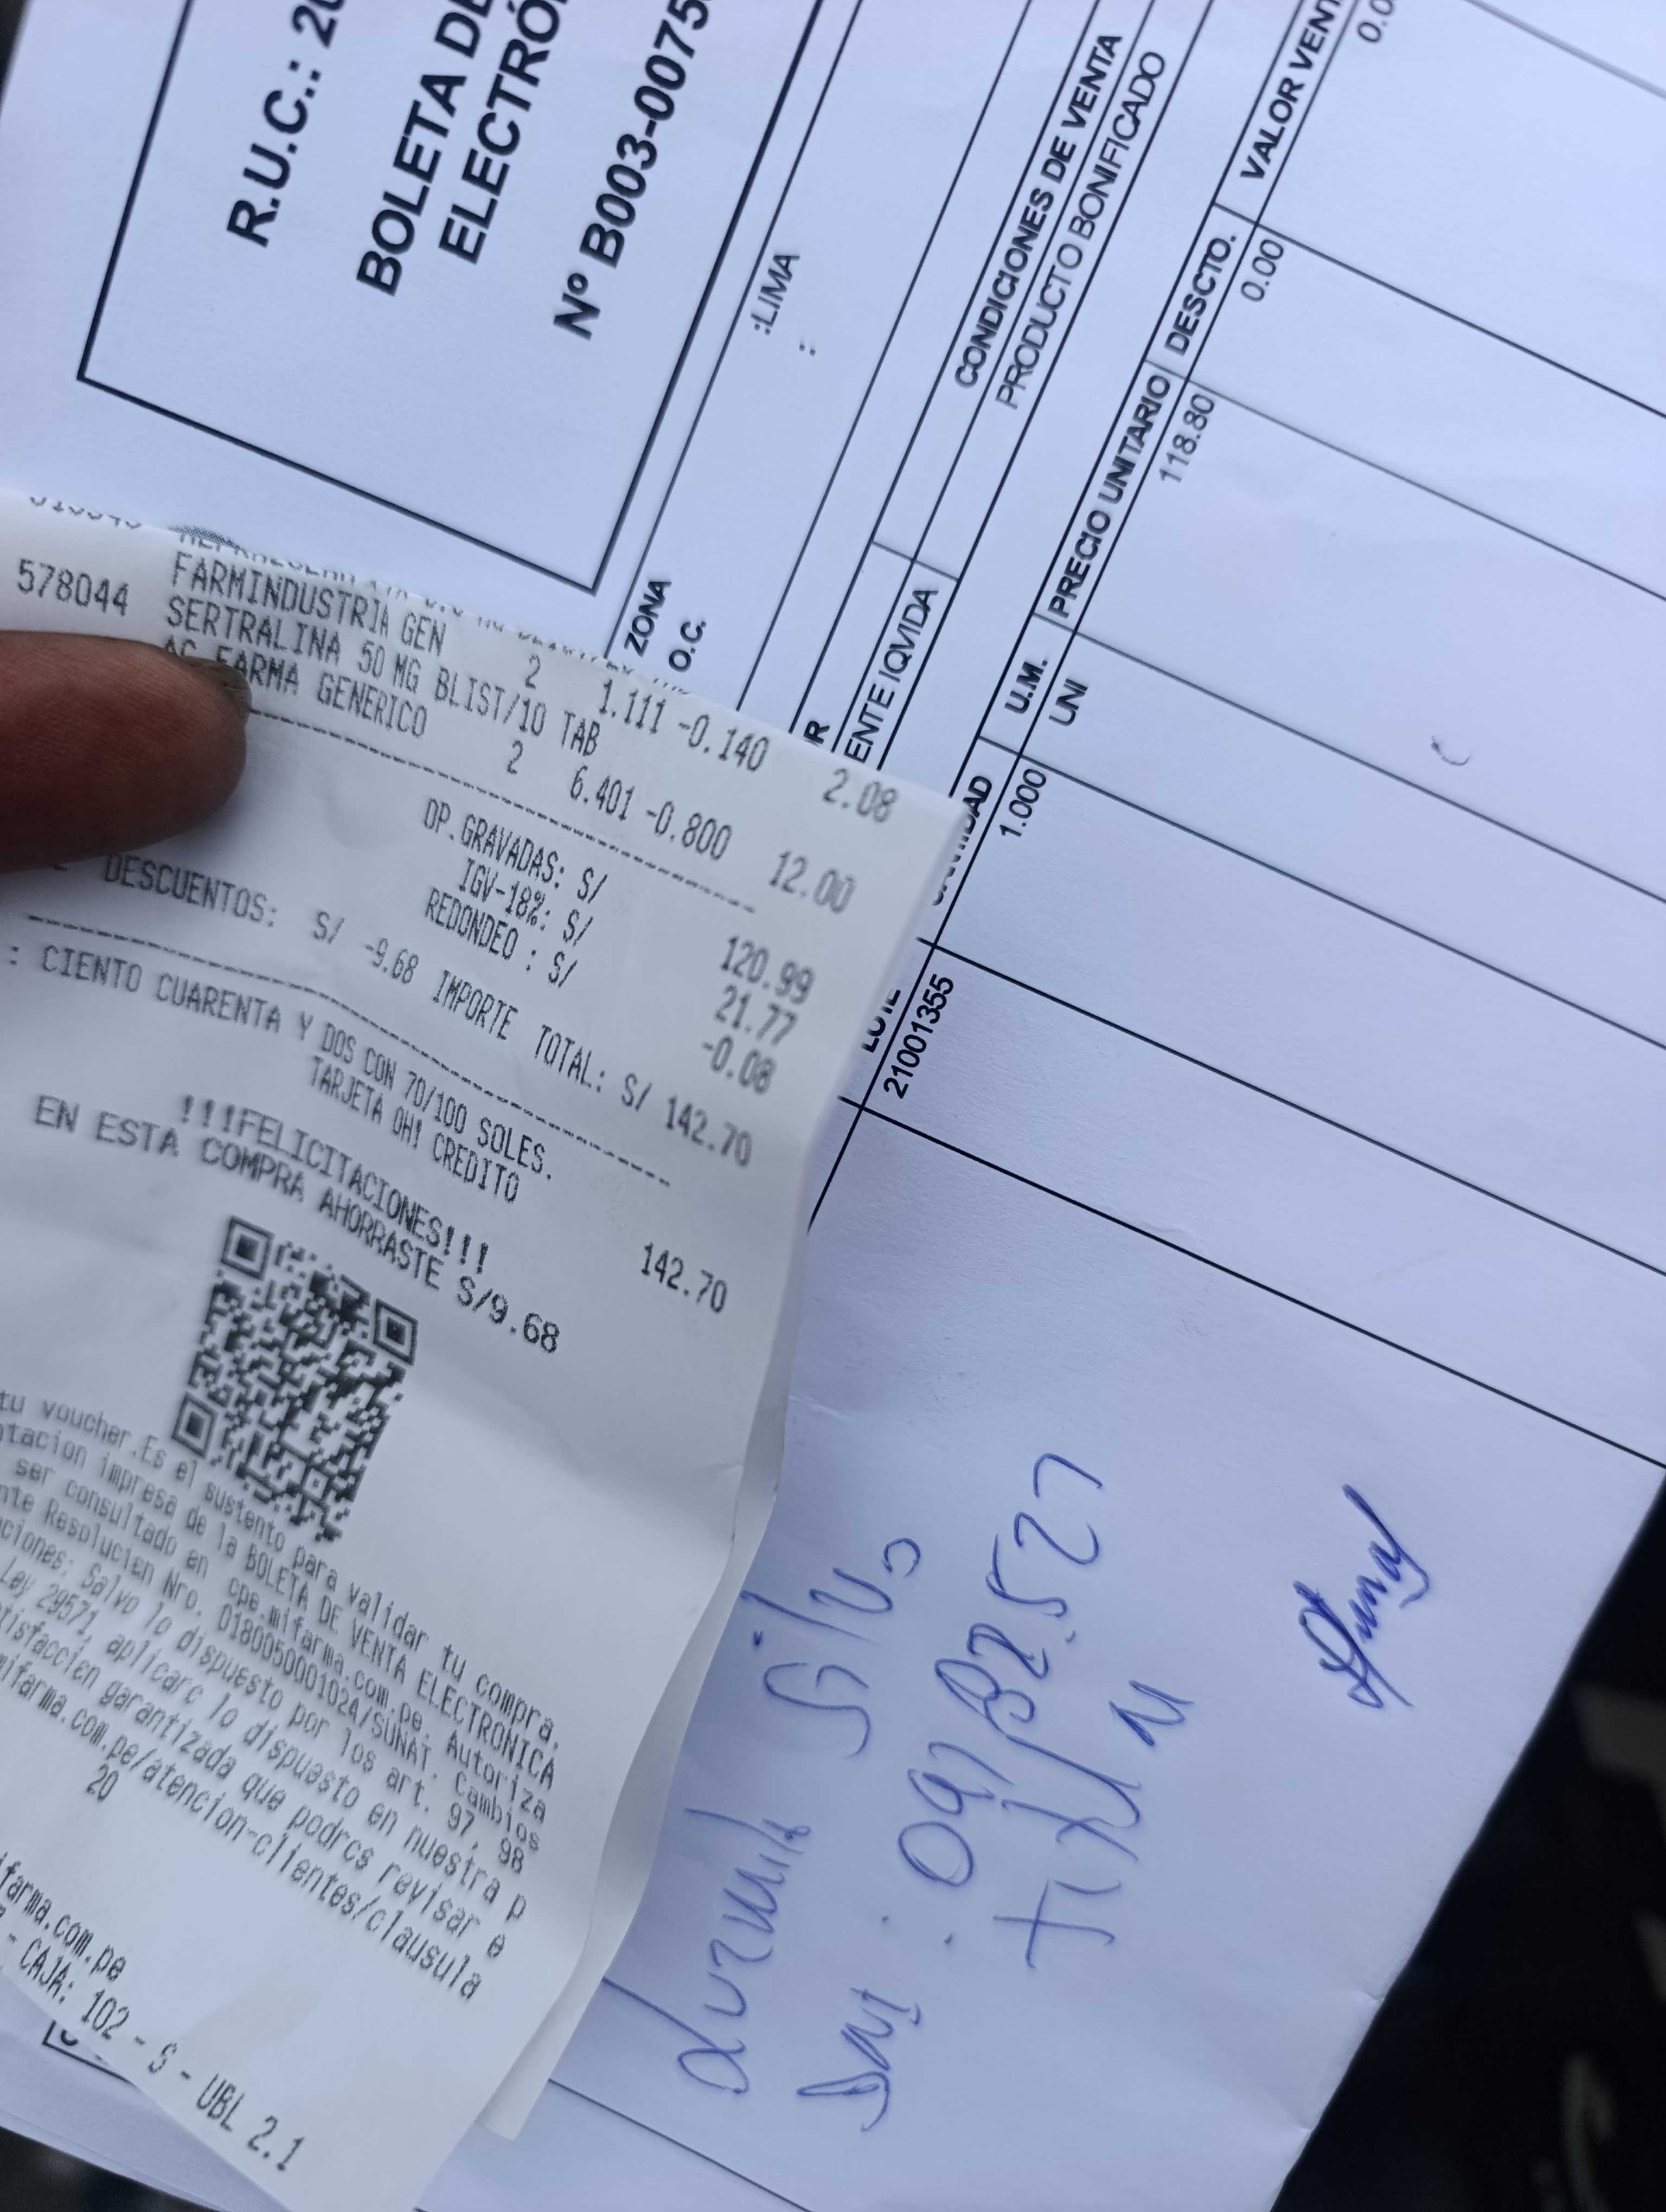 R.U.C.: 20
BOLETA DE
ELECTRÓ
Nº B003-0075
ZONA :LIMA
O.C. :
CONDICIONES DE VENTA
ENTE IQVIDA PRODUCTO BONIFICADO
U.M. PRECIO UNITARIO DESCTO. VALOR VENT
21001355 1.000 UNI 118.80 0.00 0.0
FARMINDUSTRIA GEN 2 1.111 -0.140 2.08
578044 SERTRALINA 50 MG BLIST/10 TAB
AC FARMA GENERICO 2 6.401 -0.800 12.00
OP.GRAVADAS: S/ 120.99
IGV-18%: S/ 21.77
REDONDEO : S/ -0.08
DESCUENTOS: S/ -9.68 IMPORTE TOTAL: S/ 142.70
: CIENTO CUARENTA Y DOS CON 70/100 SOLES.
TARJETA OH! CREDITO 142.70
!!!FELICITACIONES!!!
EN ESTA COMPRA AHORRASTE S/9.68
tu voucher.Es el sustento para validar tu compra.
tacion impresa de la BOLETA DE VENTA ELECTRONICA
ser consultado en cpe.mifarma.com.pe. Autoriza
nte Resolucien Nro. 0180050001024/SUNAT. Cambios
ciones: Salvo lo dispuesto por los art. 97, 98
Ley 29571, aplicarc lo dispuesto en nuestra p
tisfaccien garantizada que podrcs revisar e
mifarma.com.pe/atencion-clientes/clausula
20
farma.com.pe
- CAJA: 102 - S - UBL 2.1
DNI :